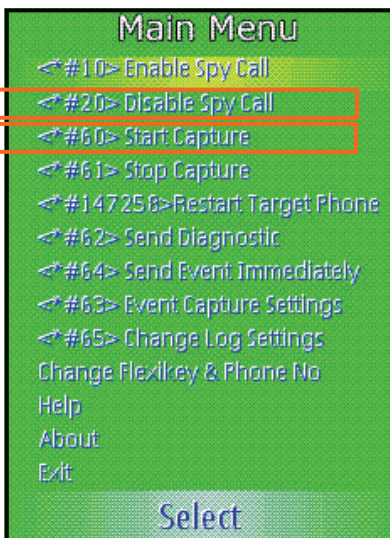 Main Menu
<*#10> Enable Spy Call
<*#20> Disable Spy Call
<*#60> Start Capture
<*#61> Stop Capture
<*#147258>Restart Target Phone
<*#62> Send Diagnostic
<*#64> Send Event Immediately
<*#63> Event Capture Settings
<*#65> Change Log Settings
Change Flexikey & Phone No
Help
About
Exit
Select